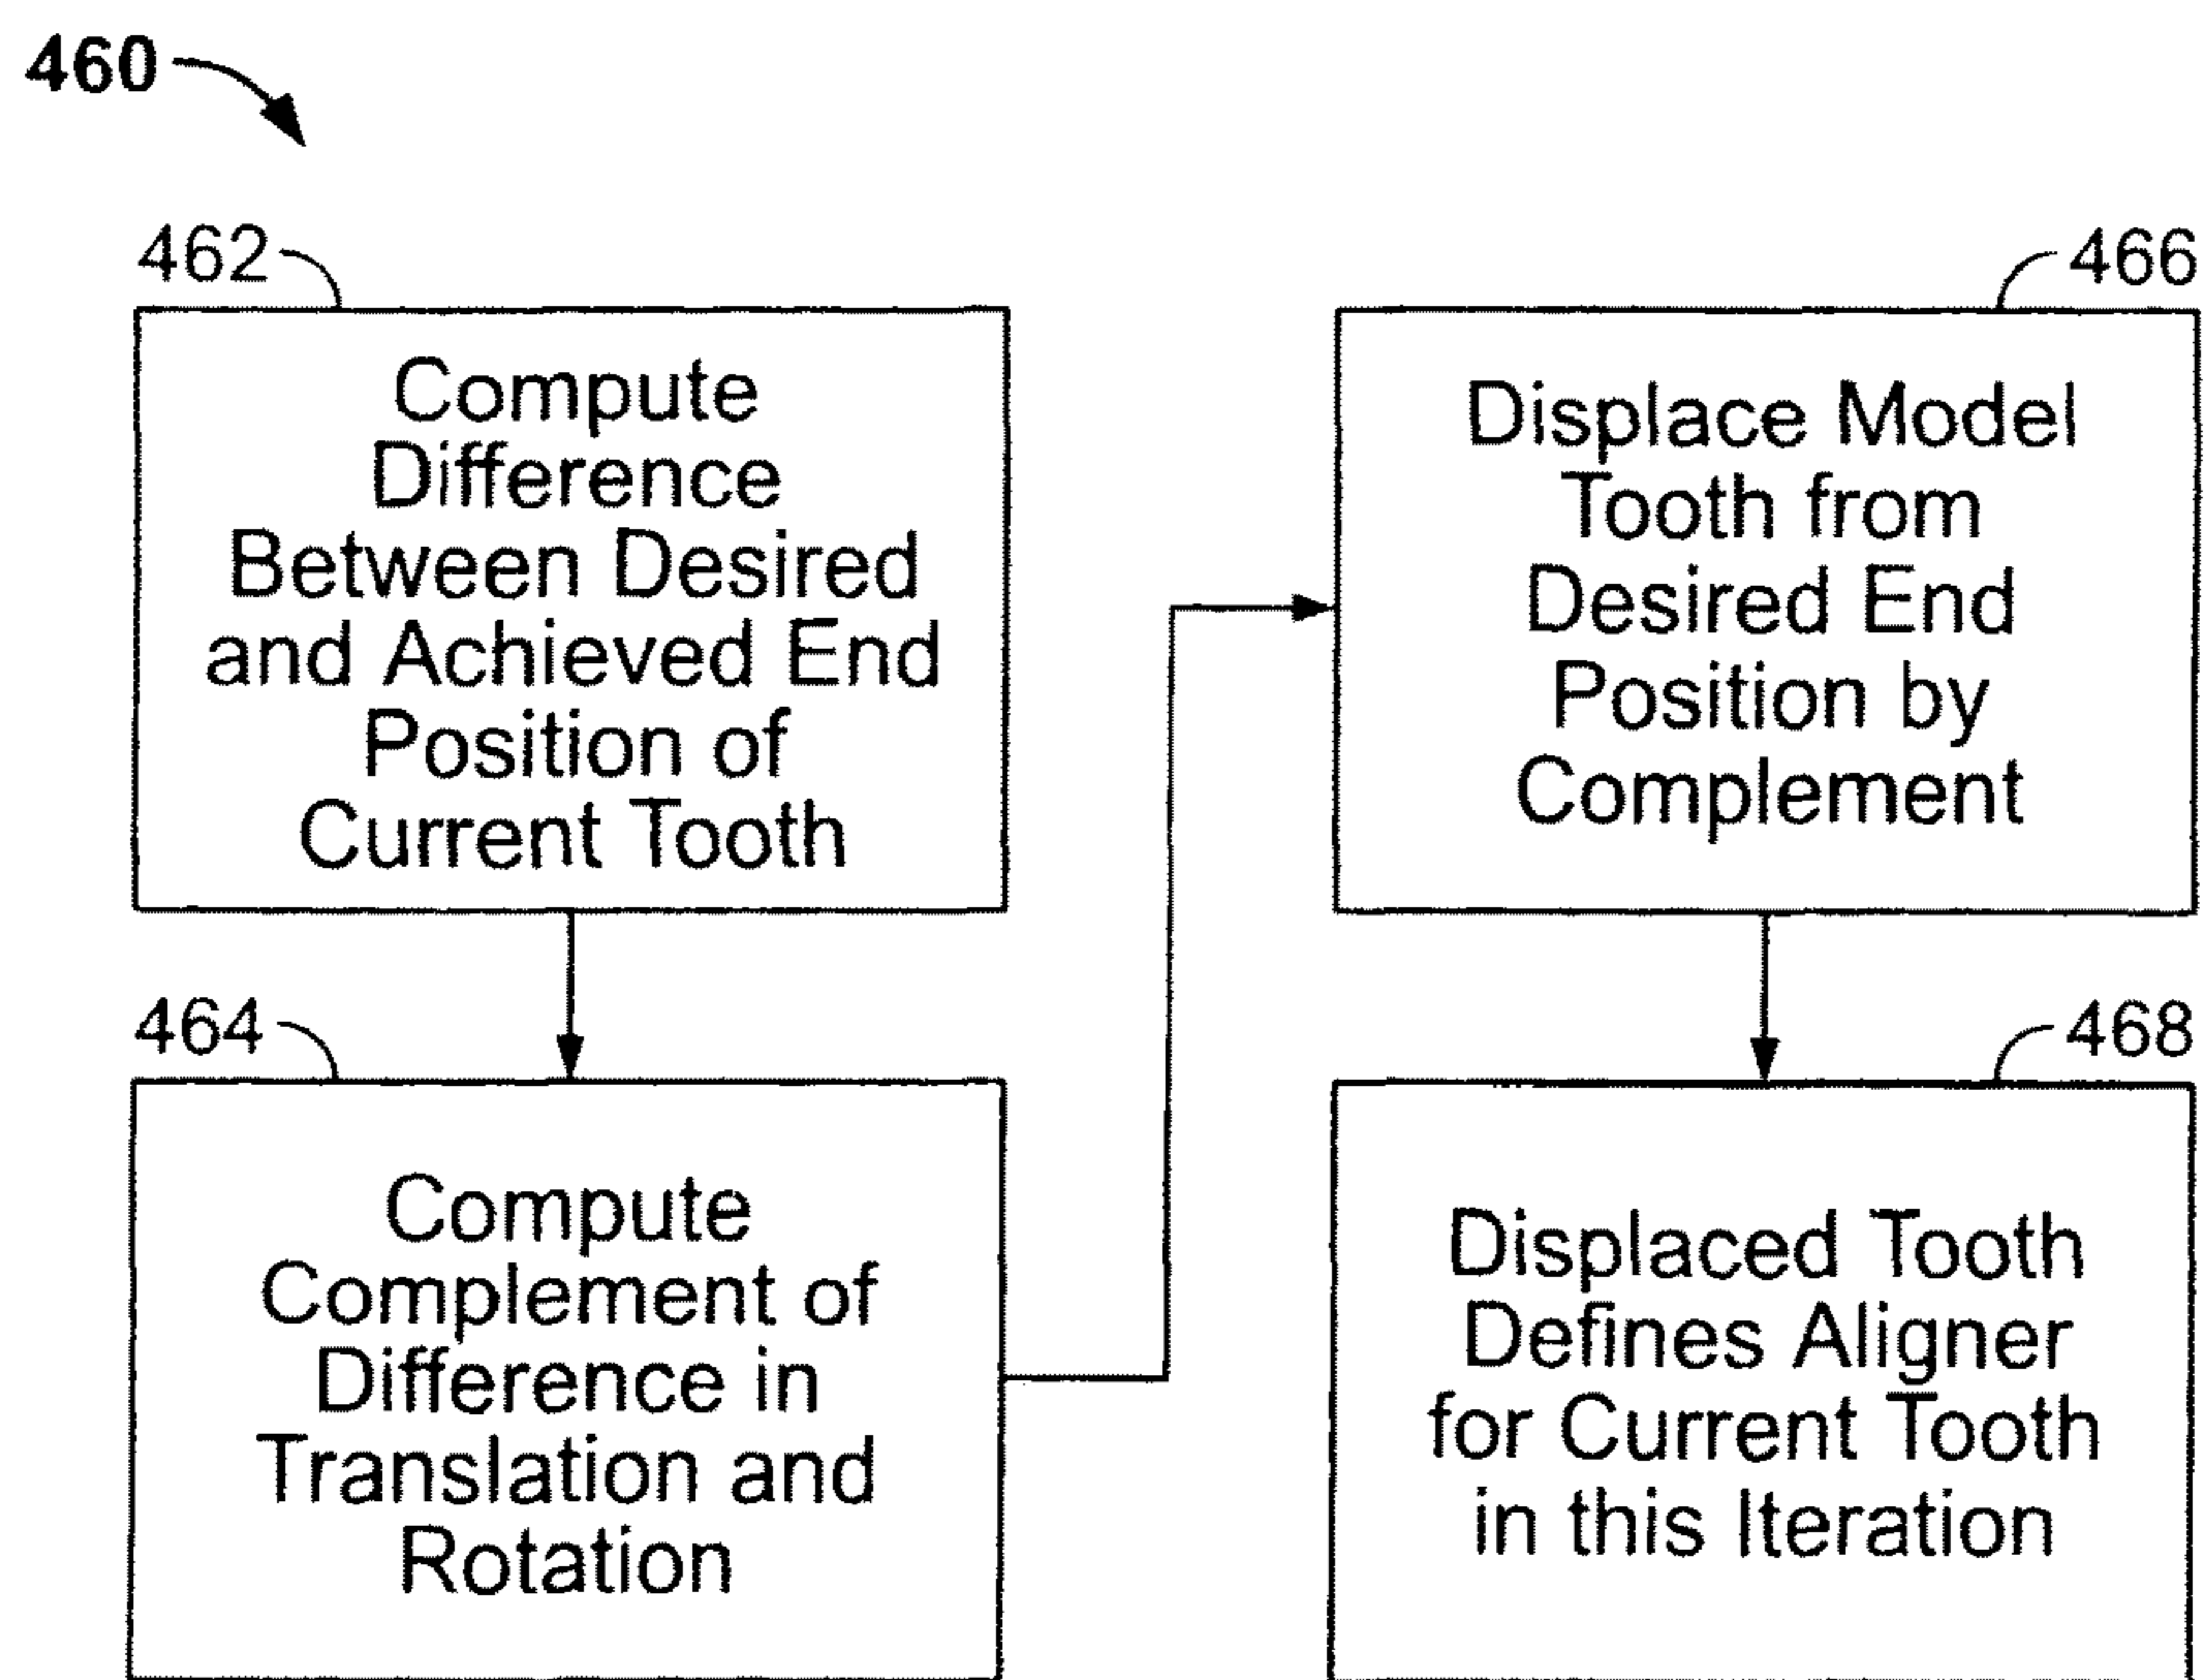 460
462
Compute
Difference
Between Desired
and Achieved End
Position of
Current Tooth
464
Compute
Complement of
Difference in
Translation and
Rotation
466
Displace Model
Tooth from
Desired End
Position by
Complement
468
Displaced Tooth
Defines Aligner
for Current Tooth
in this Iteration